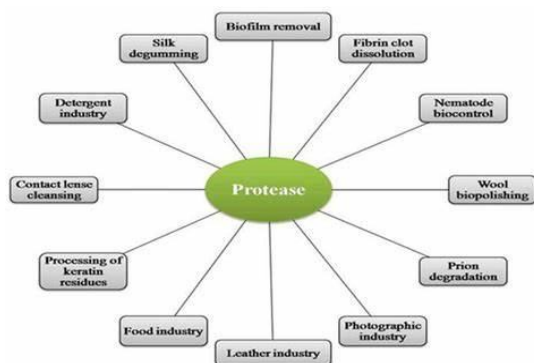 Biofilm removal
Silk
degumming
Fibrin clot
dissolution
Detergent
industry
Nematode
biocontrol
Contact lense
cleansing
Protease
Wool
biopolishing
Processing of
keratin
residues
Prion
degradation
Food industry
Photographic
industry
Leather industry